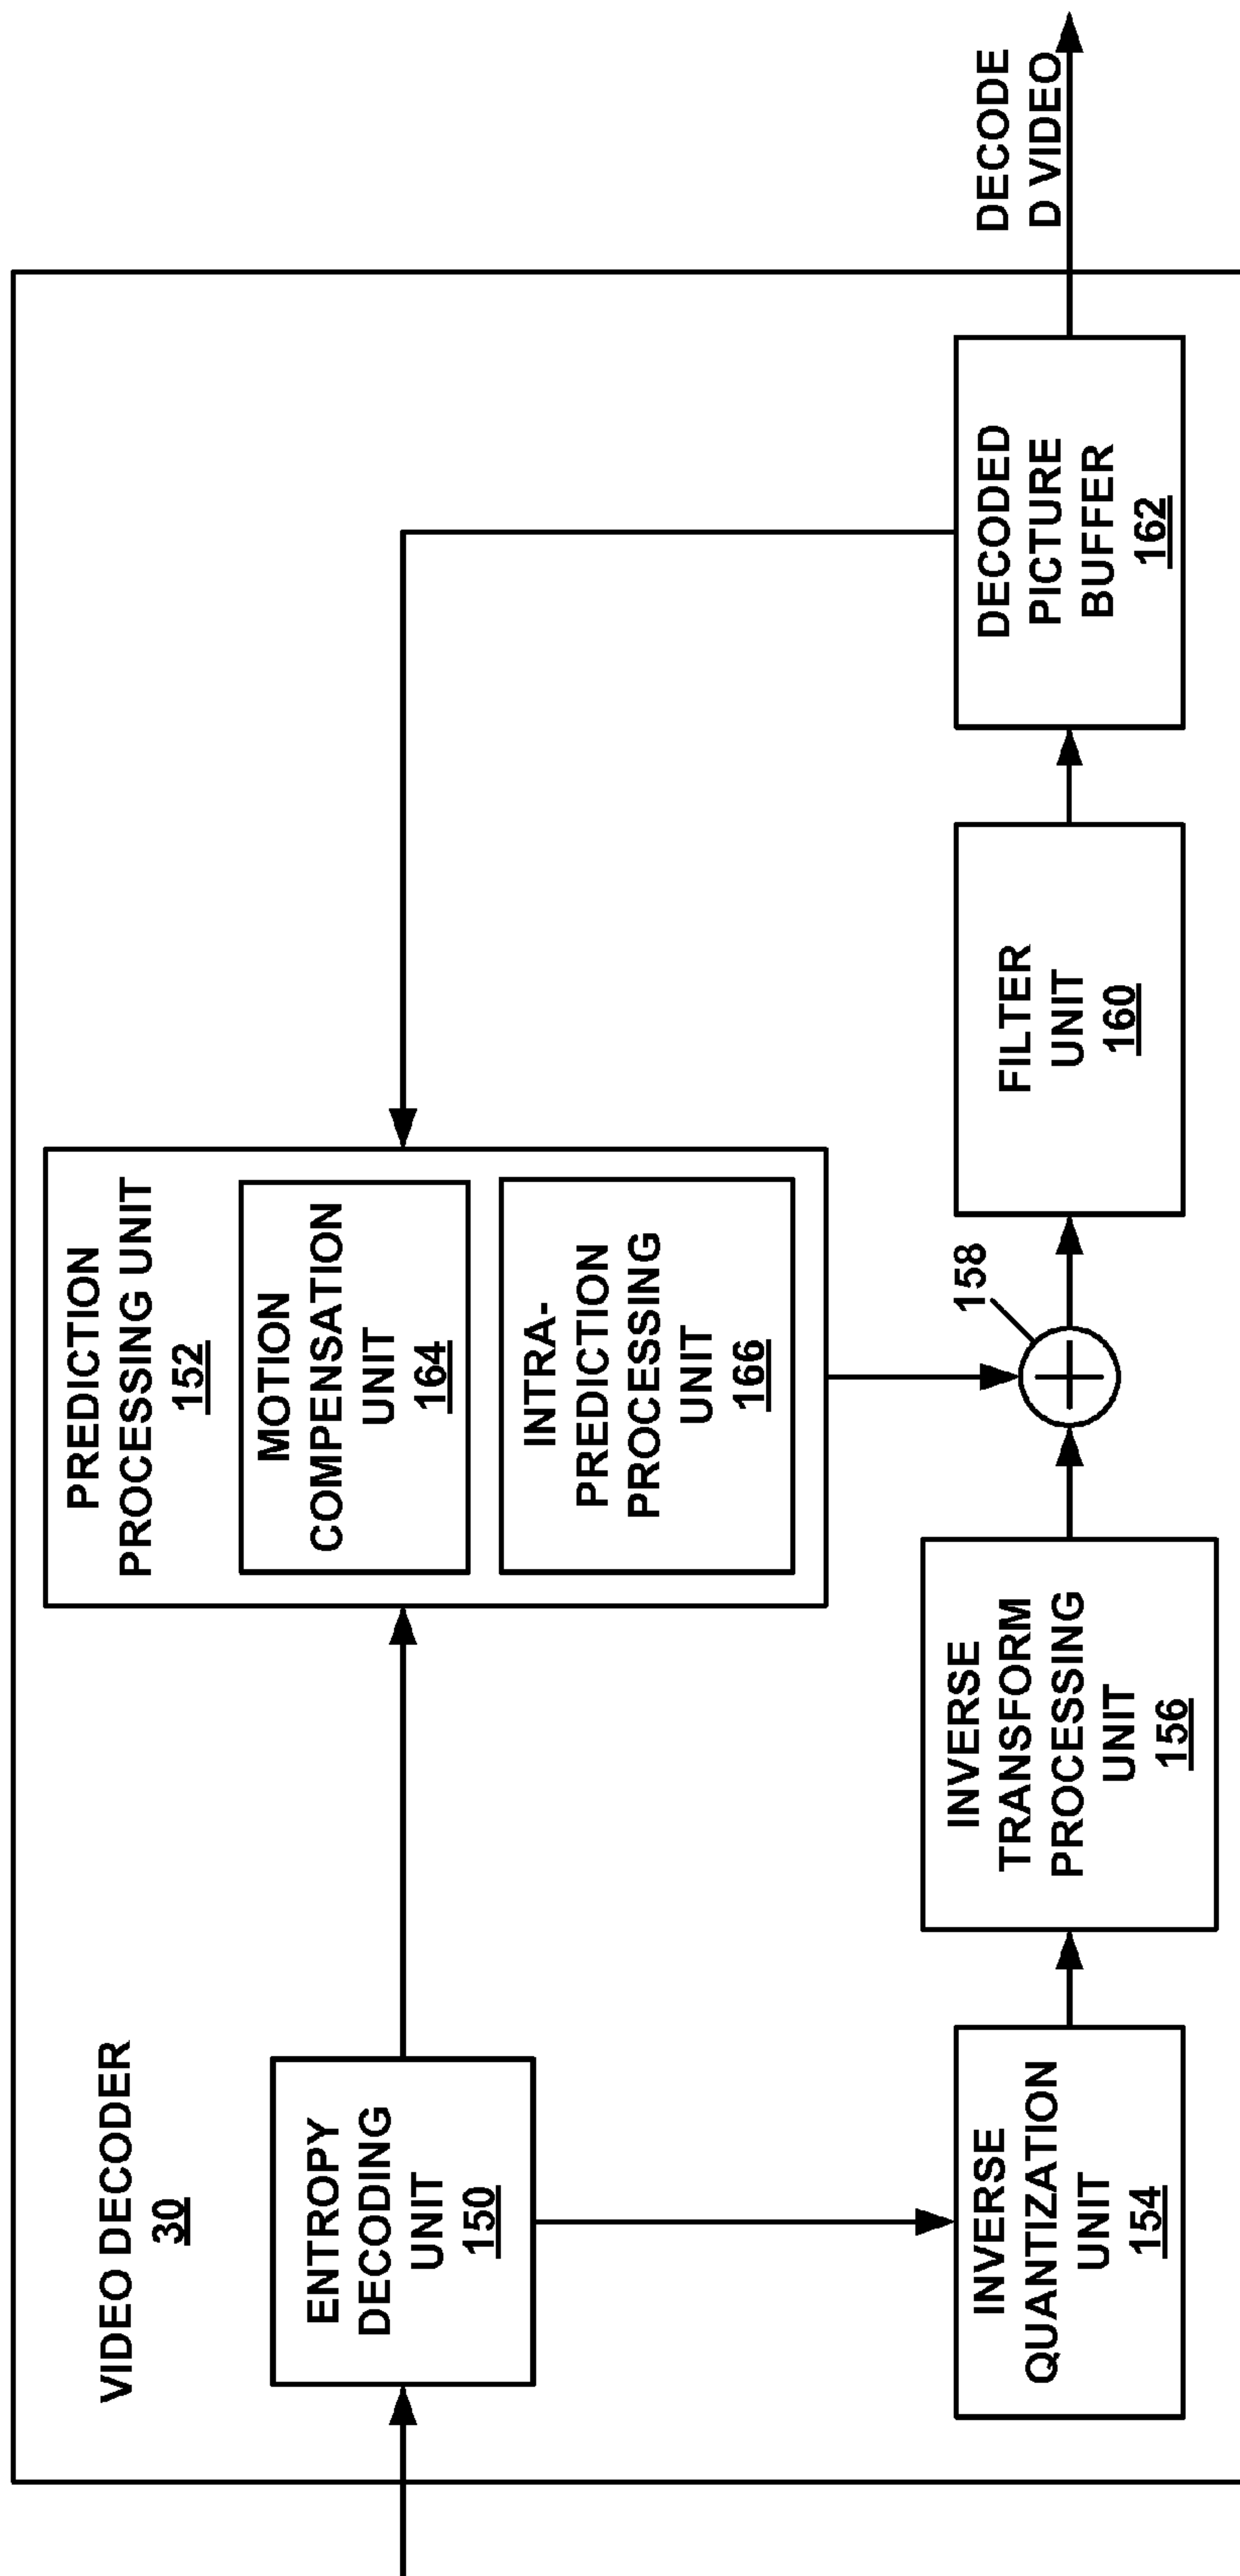 VIDEO DECODER
30
ENTROPY
DECODING
UNIT
150
PREDICTION
PROCESSING UNIT
152
MOTION
COMPENSATION
UNIT
164
INTRA-
PREDICTION
PROCESSING
UNIT
166
INVERSE
QUANTIZATION
UNIT
154
INVERSE
TRANSFORM
PROCESSING
UNIT
156
158
FILTER
UNIT
160
DECODED
PICTURE
BUFFER
162
DECODE
D VIDEO